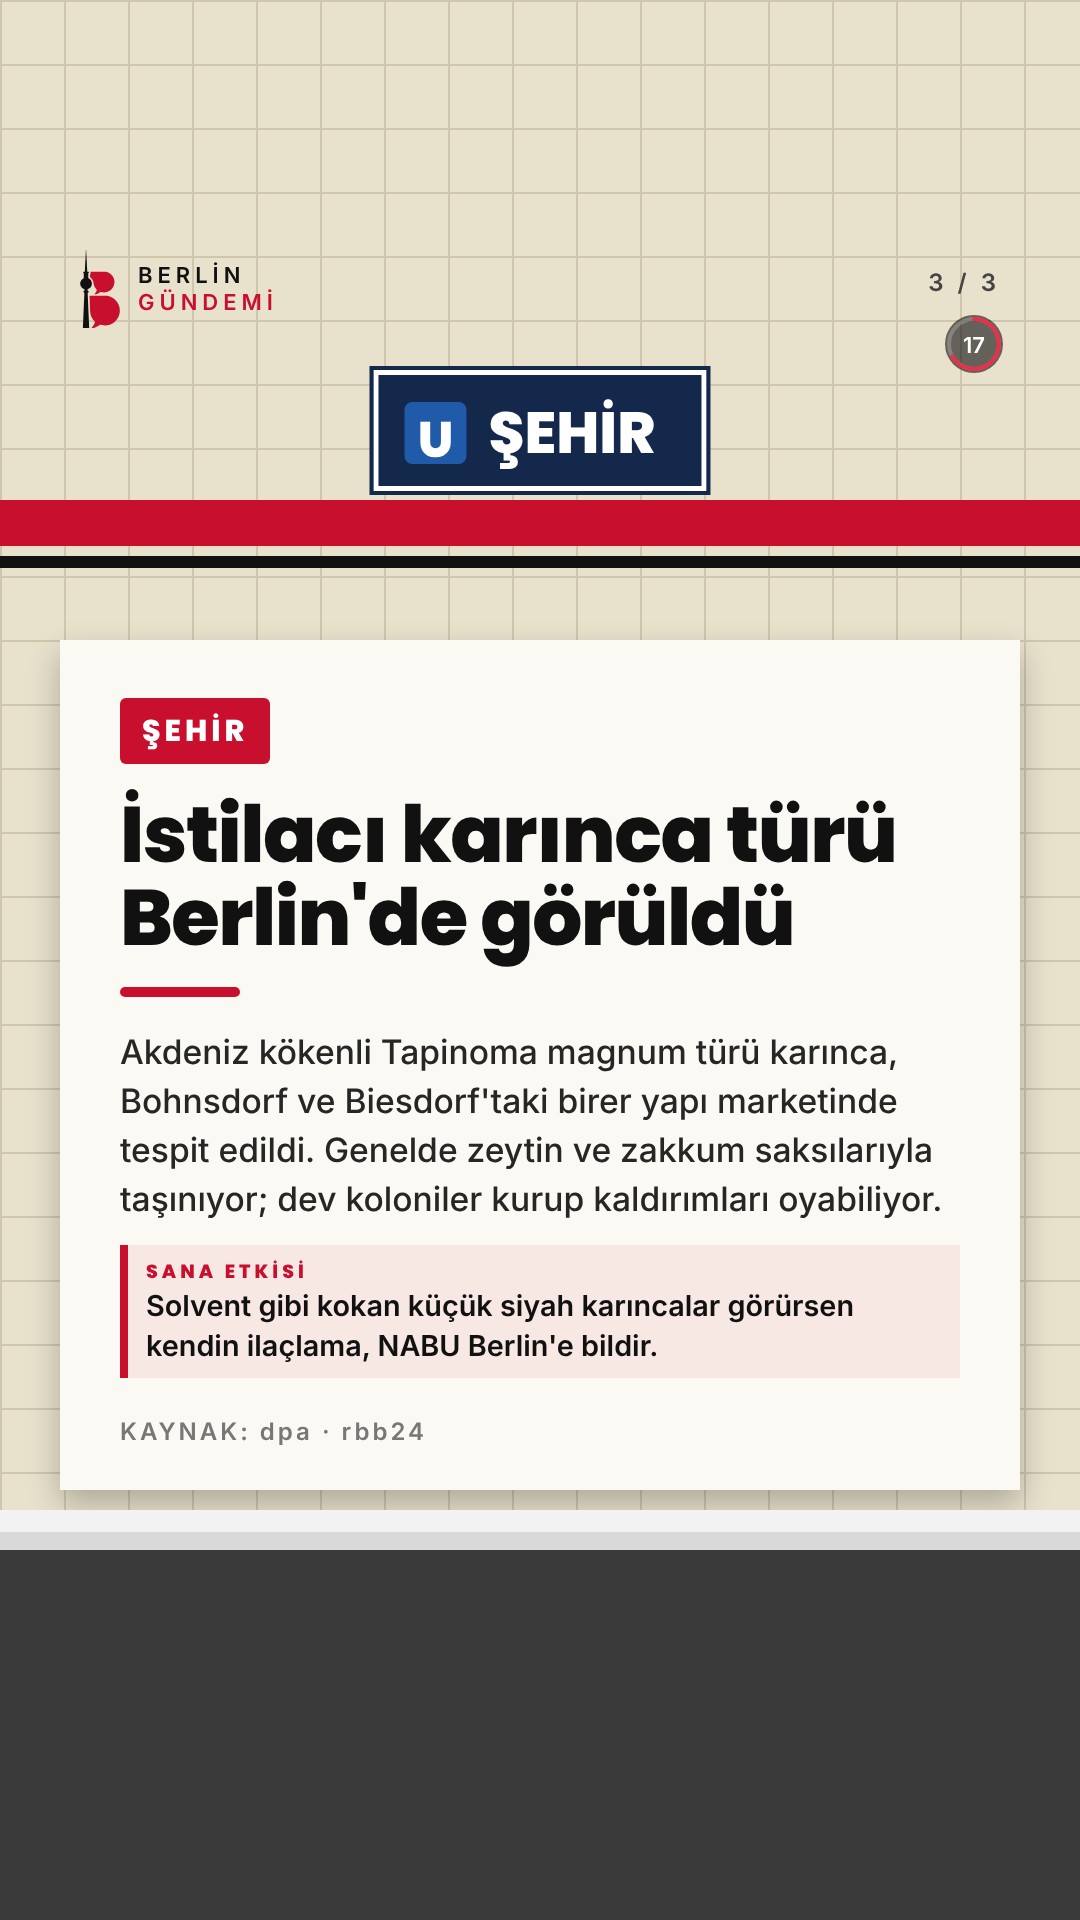 BERLİN
GÜNDEMİ
3 / 3
17
U ŞEHİR
ŞEHİR
İstilacı karınca türü
Berlin'de görüldü
Akdeniz kökenli Tapinoma magnum türü karınca,
Bohnsdorf ve Biesdorf'taki birer yapı marketinde
tespit edildi. Genelde zeytin ve zakkum saksılarıyla
taşınıyor; dev koloniler kurup kaldırımları oyabiliyor.
SANA ETKİSİ
Solvent gibi kokan küçük siyah karıncalar görürsen
kendin ilaçlama, NABU Berlin'e bildir.
KAYNAK: dpa · rbb24